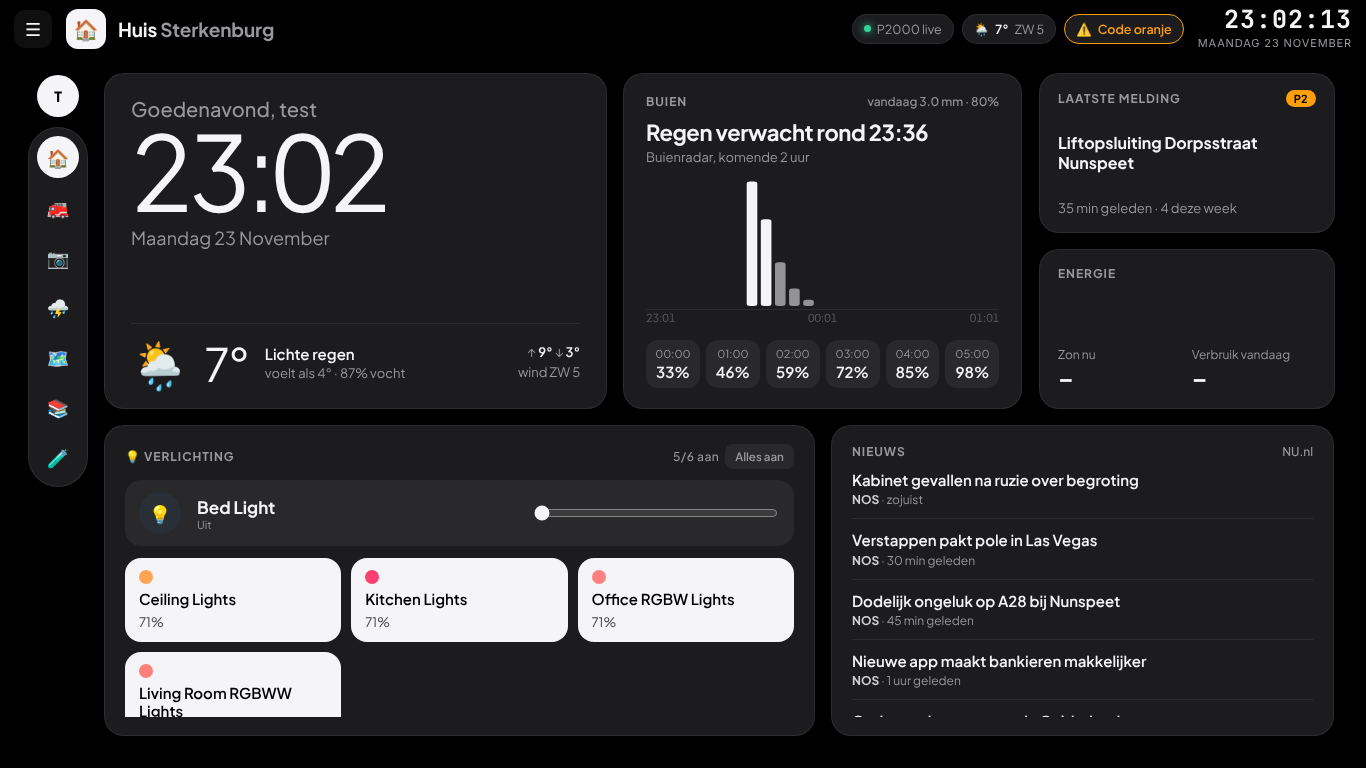 Huis Sterkenburg
P2000 live
7° ZW 5
Code oranje
23:02:13
MAANDAG 23 NOVEMBER
T
Goedenavond, test
23:02
Maandag 23 November
7°
Lichte regen
voelt als 4° · 87% vocht
↑ 9° ↓ 3°
wind ZW 5
BUIEN
vandaag 3.0 mm · 80%
Regen verwacht rond 23:36
Buienradar, komende 2 uur
23:01 00:01 01:01
00:00 01:00 02:00 03:00 04:00 05:00
33% 46% 59% 72% 85% 98%
LAATSTE MELDING
P2
Liftopsluiting Dorpsstraat
Nunspeet
35 min geleden · 4 deze week
ENERGIE
Zon nu
–
Verbruik vandaag
–
VERLICHTING
5/6 aan
Alles aan
Bed Light
Uit
Ceiling Lights
71%
Kitchen Lights
71%
Office RGBW Lights
71%
Living Room RGBWW
Lights
NIEUWS
NU.nl
Kabinet gevallen na ruzie over begroting
NOS · zojuist
Verstappen pakt pole in Las Vegas
NOS · 30 min geleden
Dodelijk ongeluk op A28 bij Nunspeet
NOS · 45 min geleden
Nieuwe app maakt bankieren makkelijker
NOS · 1 uur geleden